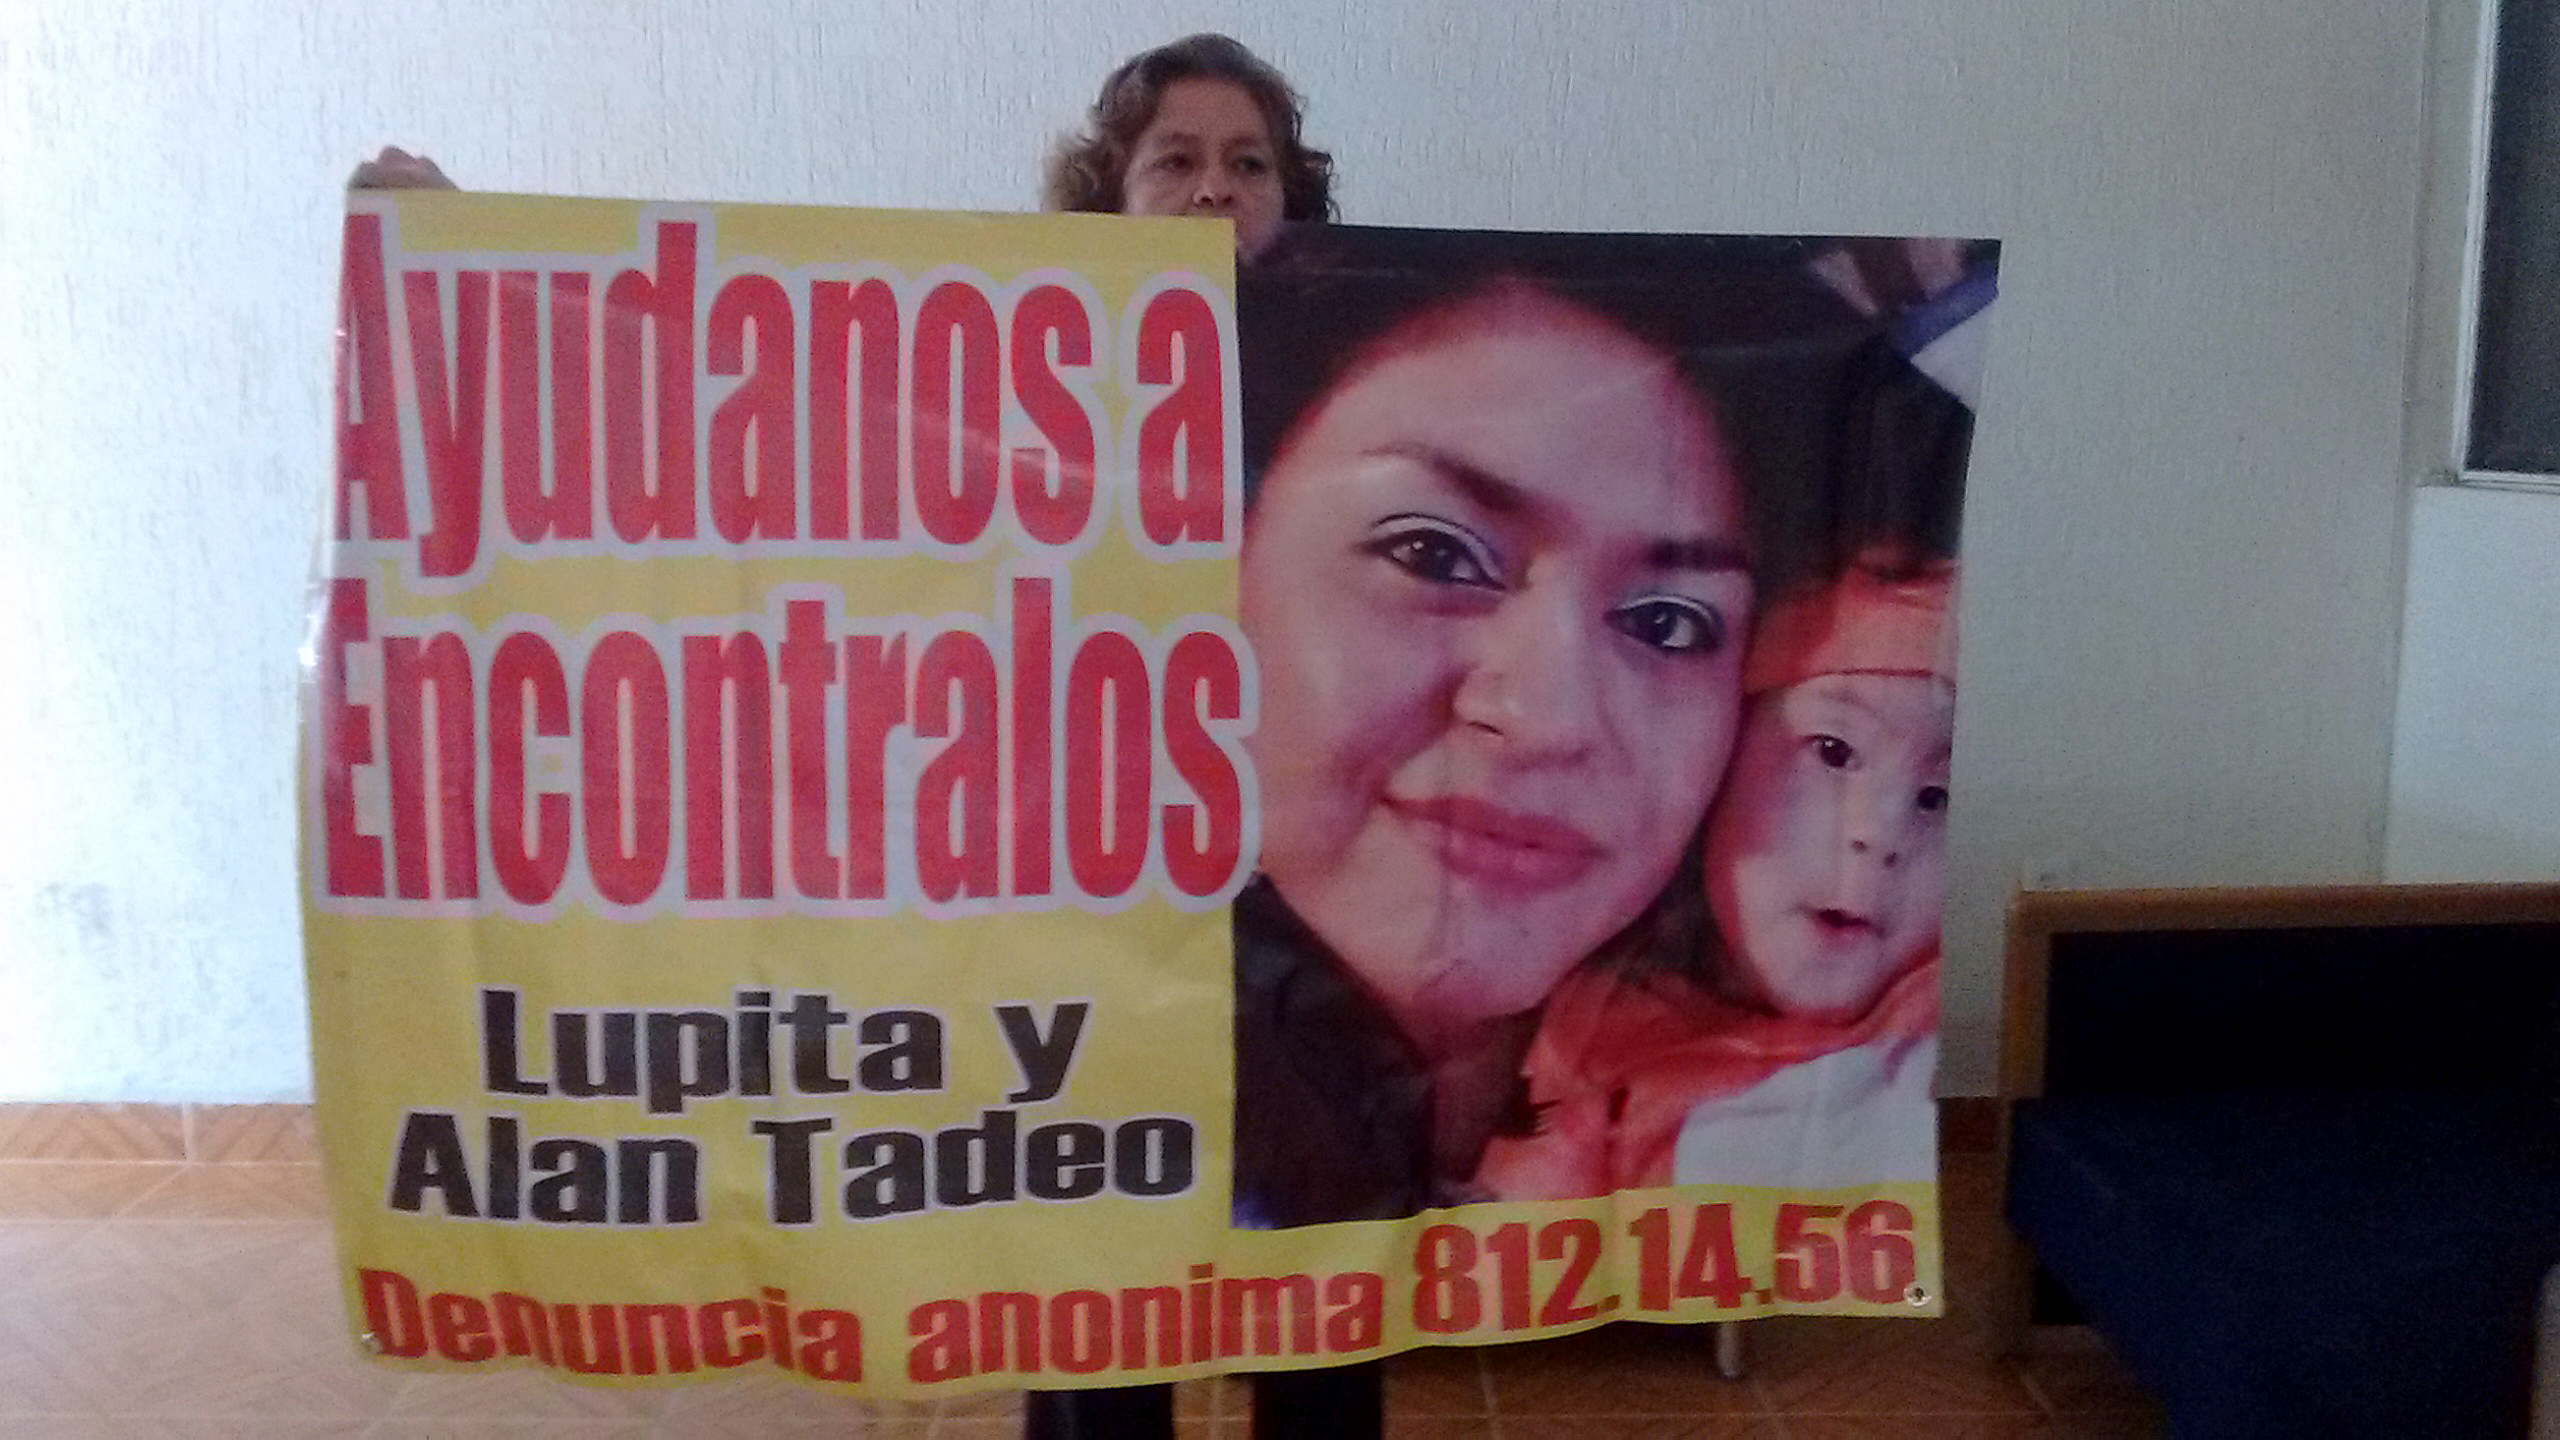 Ayudanos a
Encontralos
Lupita y
Alan Tadeo
Denuncia anonima 812.14.56